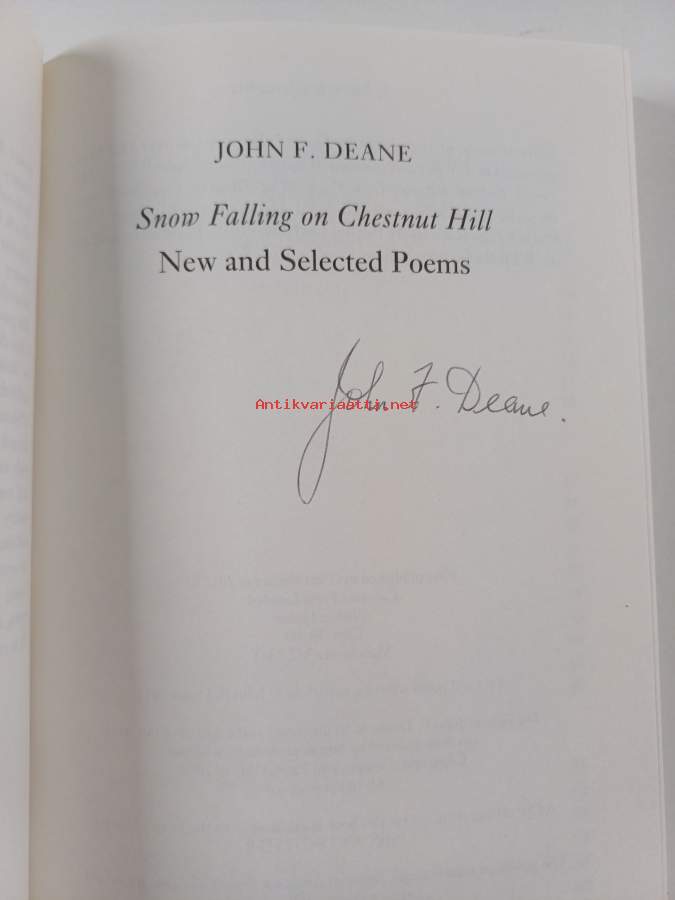 JOHN F. DEANE
Snow Falling on Chestnut Hill
New and Selected Poems
John F. Deane.
Antikvariaatti.net